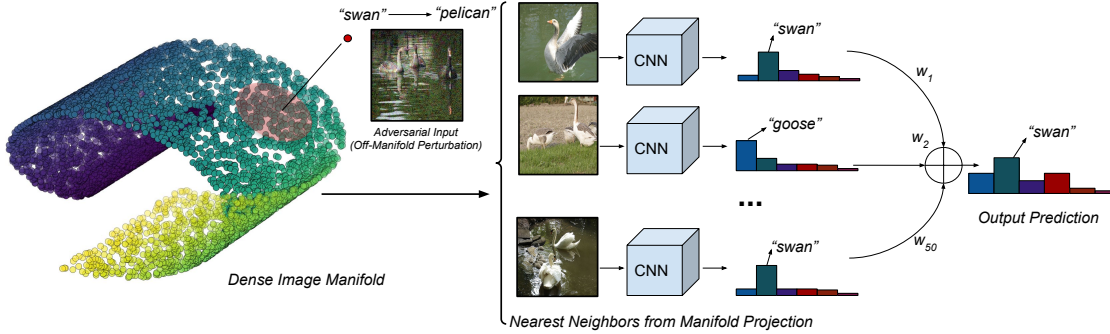 “swan” “pelican”
Adversarial Input
(Off-Manifold Perturbation)
Dense Image Manifold
CNN
“swan”
w1
CNN
“goose”
w2
...
CNN
“swan”
w50
“swan”
Output Prediction
Nearest Neighbors from Manifold Projection